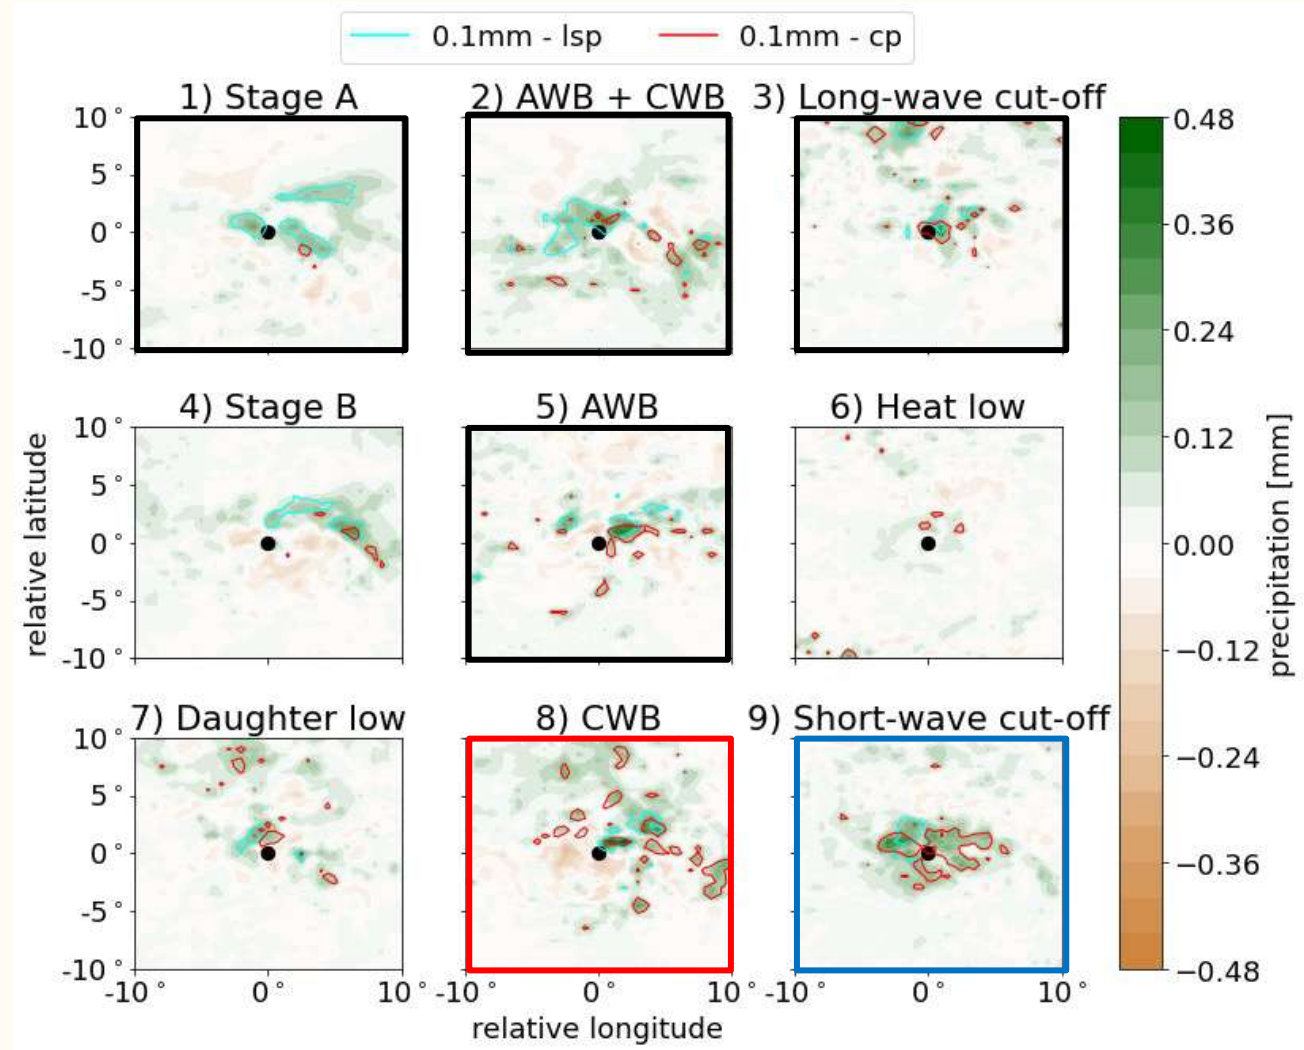 0.1mm - lsp 0.1mm - cp
1) Stage A 2) AWB + CWB 3) Long-wave cut-off
10° 5° 0° -5° -10°
4) Stage B 5) AWB 6) Heat low
10° 5° 0° -5° -10°
7) Daughter low 8) CWB 9) Short-wave cut-off
10° 5° 0° -5° -10°
-10° 0° 10° -10° 0° 10° -10° 0° 10°
relative longitude
relative latitude
0.48
0.36
0.24
0.12
0.00
−0.12
−0.24
−0.36
−0.48
precipitation [mm]